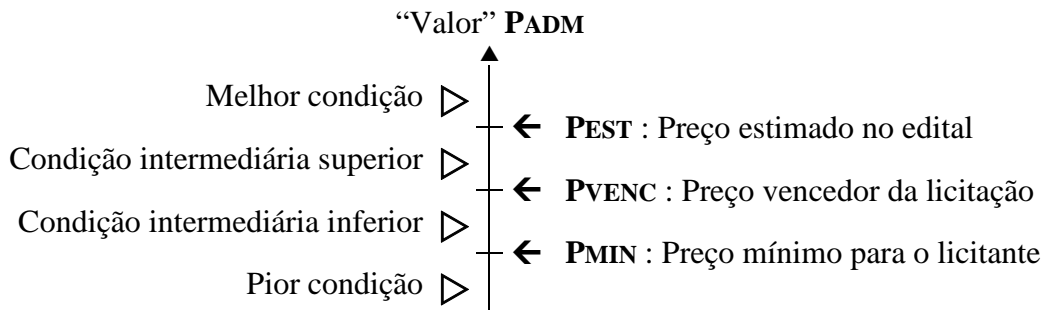 “Valor” PADM
Melhor condição
PEST : Preço estimado no edital
Condição intermediária superior
PVENC : Preço vencedor da licitação
Condição intermediária inferior
PMIN : Preço mínimo para o licitante
Pior condição